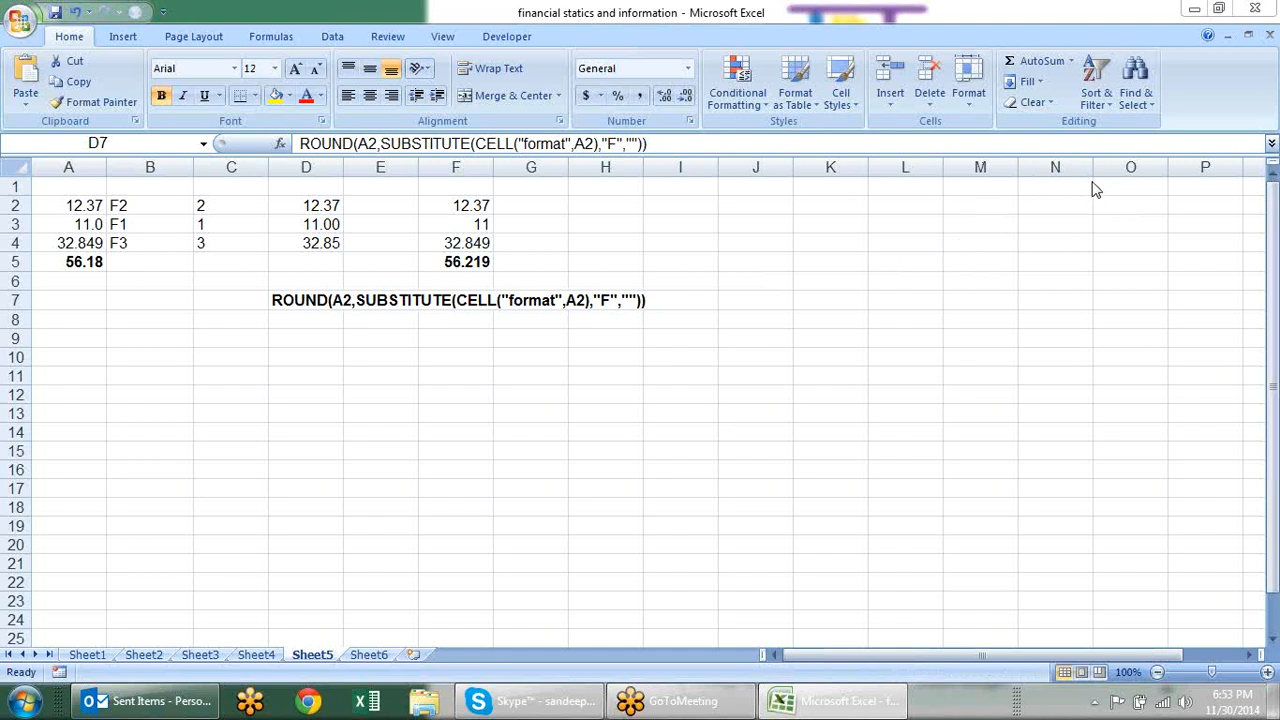 financial statics and information - Microsoft Excel
Home Insert Page Layout Formulas Data Review View Developer
Paste
Cut
Copy
Format Painter
Clipboard
Arial 12
B I U
Font
Wrap Text
Merge & Center
Alignment
General
$ % ,
Number
Conditional Formatting
Format as Table
Cell Styles
Styles
Insert Delete Format
Cells
Σ AutoSum
Fill
Clear
Sort & Filter
Find & Select
Editing
D7 fx ROUND(A2,SUBSTITUTE(CELL("format",A2),"F",""))
A B C D E F G H I J K L M N O P
1
2 12.37 F2 2 12.37 12.37
3 11.0 F1 1 11.00 11
4 32.849 F3 3 32.85 32.849
5 56.18 56.219
6
7 ROUND(A2,SUBSTITUTE(CELL("format",A2),"F",""))
8
9
10
11
12
13
14
15
16
17
18
19
20
21
22
23
24
25
Sheet1 Sheet2 Sheet3 Sheet4 Sheet5 Sheet6
Ready 100%
Sent Items - Perso...
Skype™ - sandeep...
GoToMeeting
Microsoft Excel - f...
6:53 PM
11/30/2014